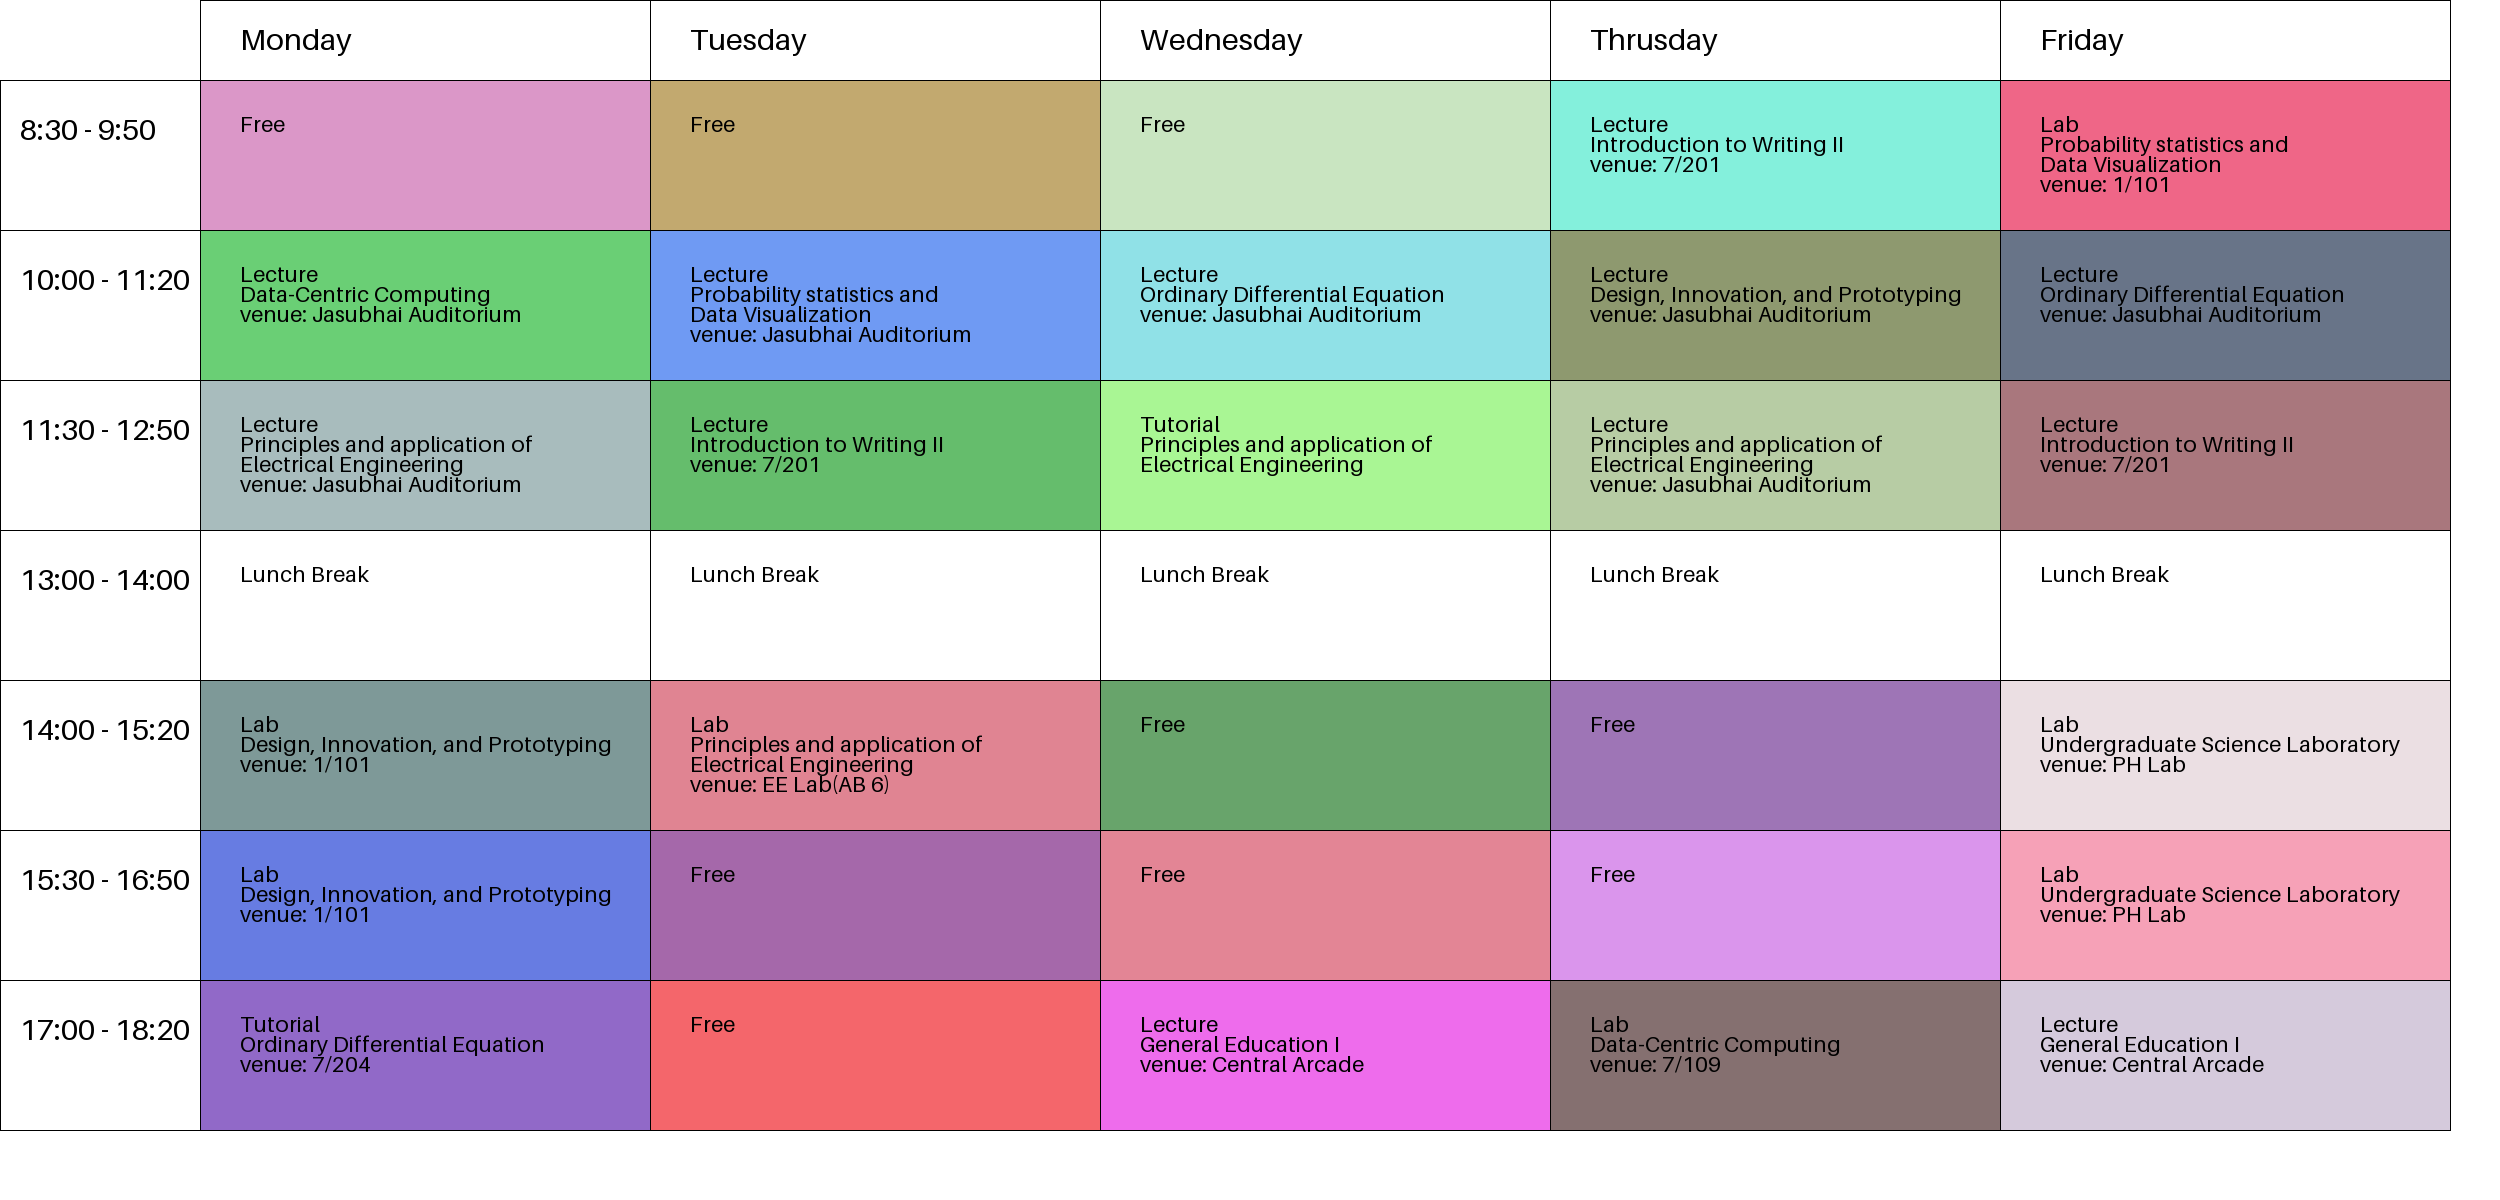 Monday Tuesday Wednesday Thrusday Friday
8:30 - 9:50
Free
Free
Free
Lecture
Introduction to Writing II
venue: 7/201
Lab
Probability statistics and
Data Visualization
venue: 1/101
10:00 - 11:20
Lecture
Data-Centric Computing
venue: Jasubhai Auditorium
Lecture
Probability statistics and
Data Visualization
venue: Jasubhai Auditorium
Lecture
Ordinary Differential Equation
venue: Jasubhai Auditorium
Lecture
Design, Innovation, and Prototyping
venue: Jasubhai Auditorium
Lecture
Ordinary Differential Equation
venue: Jasubhai Auditorium
11:30 - 12:50
Lecture
Principles and application of
Electrical Engineering
venue: Jasubhai Auditorium
Lecture
Introduction to Writing II
venue: 7/201
Tutorial
Principles and application of
Electrical Engineering
Lecture
Principles and application of
Electrical Engineering
venue: Jasubhai Auditorium
Lecture
Introduction to Writing II
venue: 7/201
13:00 - 14:00
Lunch Break
Lunch Break
Lunch Break
Lunch Break
Lunch Break
14:00 - 15:20
Lab
Design, Innovation, and Prototyping
venue: 1/101
Lab
Principles and application of
Electrical Engineering
venue: EE Lab(AB 6)
Free
Free
Lab
Undergraduate Science Laboratory
venue: PH Lab
15:30 - 16:50
Lab
Design, Innovation, and Prototyping
venue: 1/101
Free
Free
Free
Lab
Undergraduate Science Laboratory
venue: PH Lab
17:00 - 18:20
Tutorial
Ordinary Differential Equation
venue: 7/204
Free
Lecture
General Education I
venue: Central Arcade
Lab
Data-Centric Computing
venue: 7/109
Lecture
General Education I
venue: Central Arcade